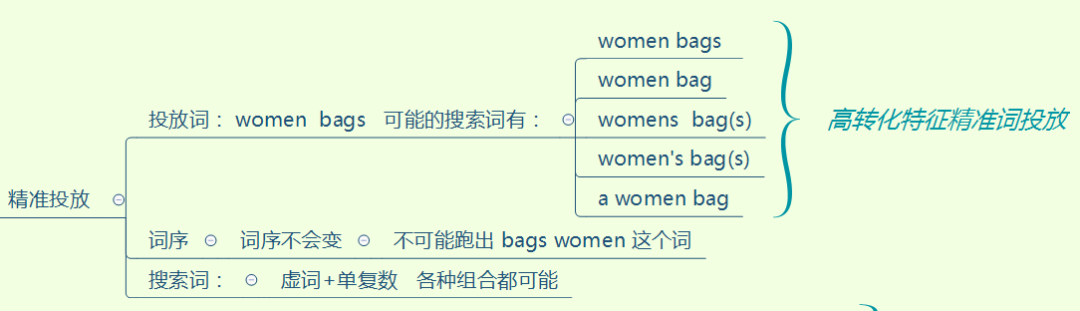 women bags
women bag
投放词：women bags 可能的搜索词有：
womens bag(s)
高转化特征精准词投放
women's bag(s)
精准投放
a women bag
词序 词序不会变 不可能跑出 bags women 这个词
搜索词： 虚词+单复数 各种组合都可能